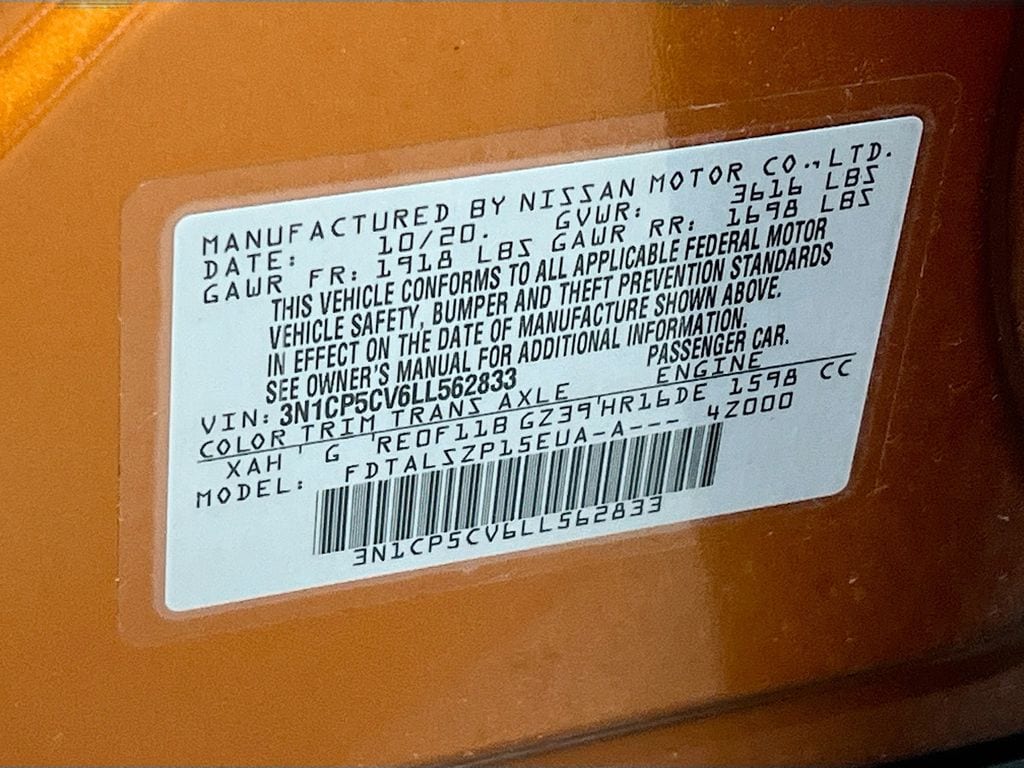 MANUFACTURED BY NISSAN MOTOR CO.,LTD.
DATE: 10/20. GVWR: 3616 LBS
GAWR FR: 1918 LBS GAWR RR: 1698 LBS
THIS VEHICLE CONFORMS TO ALL APPLICABLE FEDERAL MOTOR
VEHICLE SAFETY, BUMPER AND THEFT PREVENTION STANDARDS
IN EFFECT ON THE DATE OF MANUFACTURE SHOWN ABOVE.
SEE OWNER'S MANUAL FOR ADDITIONAL INFORMATION.
VIN: 3N1CP5CV6LL562833 PASSENGER CAR.
COLOR TRIM TRANS AXLE ENGINE
XAH ' G 'RE0F11B GZ39'HR16DE 1598 CC
MODEL: FDTALSZP15EUA-A--- 4Z000
3N1CP5CV6LL562833